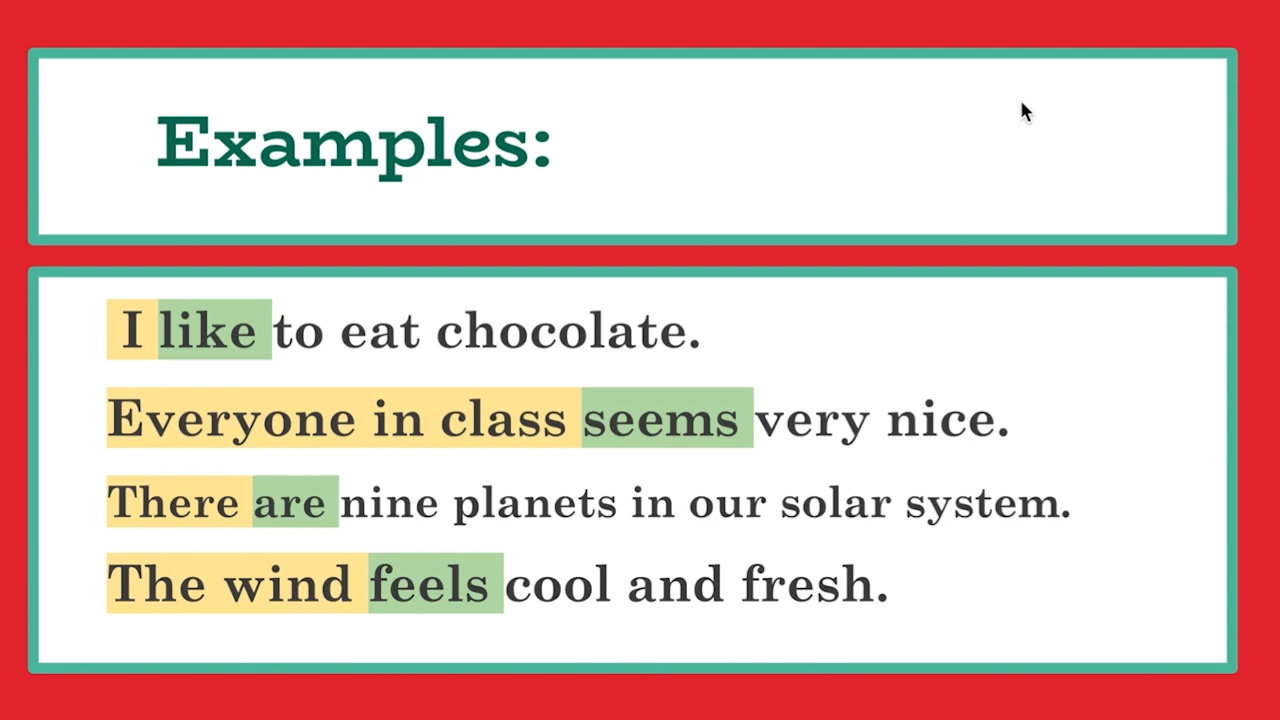 Examples:
I like to eat chocolate.
Everyone in class seems very nice.
There are nine planets in our solar system.
The wind feels cool and fresh.